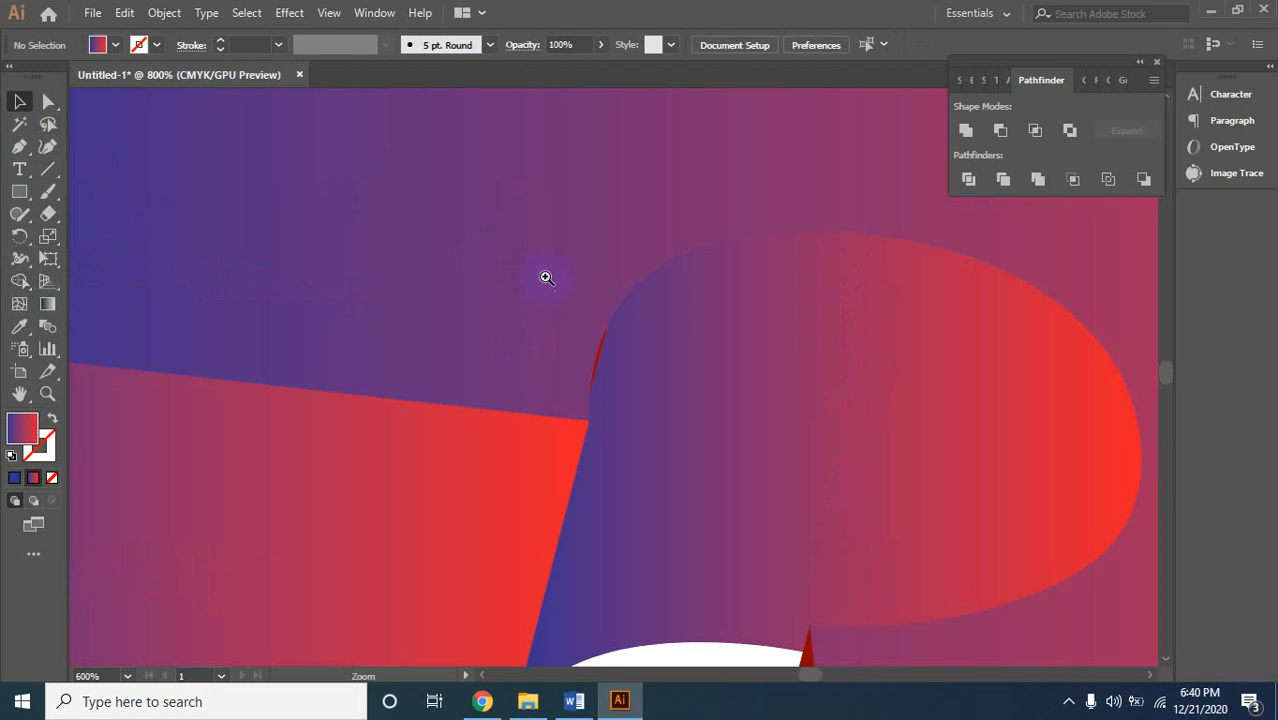 Ai File Edit Object Type Select Effect View Window Help Essentials Search Adobe Stock
No Selection Stroke: 5 pt. Round Opacity: 100% Style: Document Setup Preferences
Untitled-1* @ 800% (CMYK/GPU Preview)
Pathfinder
Shape Modes:
Expand
Pathfinders:
Character
Paragraph
OpenType
Image Trace
600% 1 Zoom
Type here to search
6:40 PM
12/21/2020
3